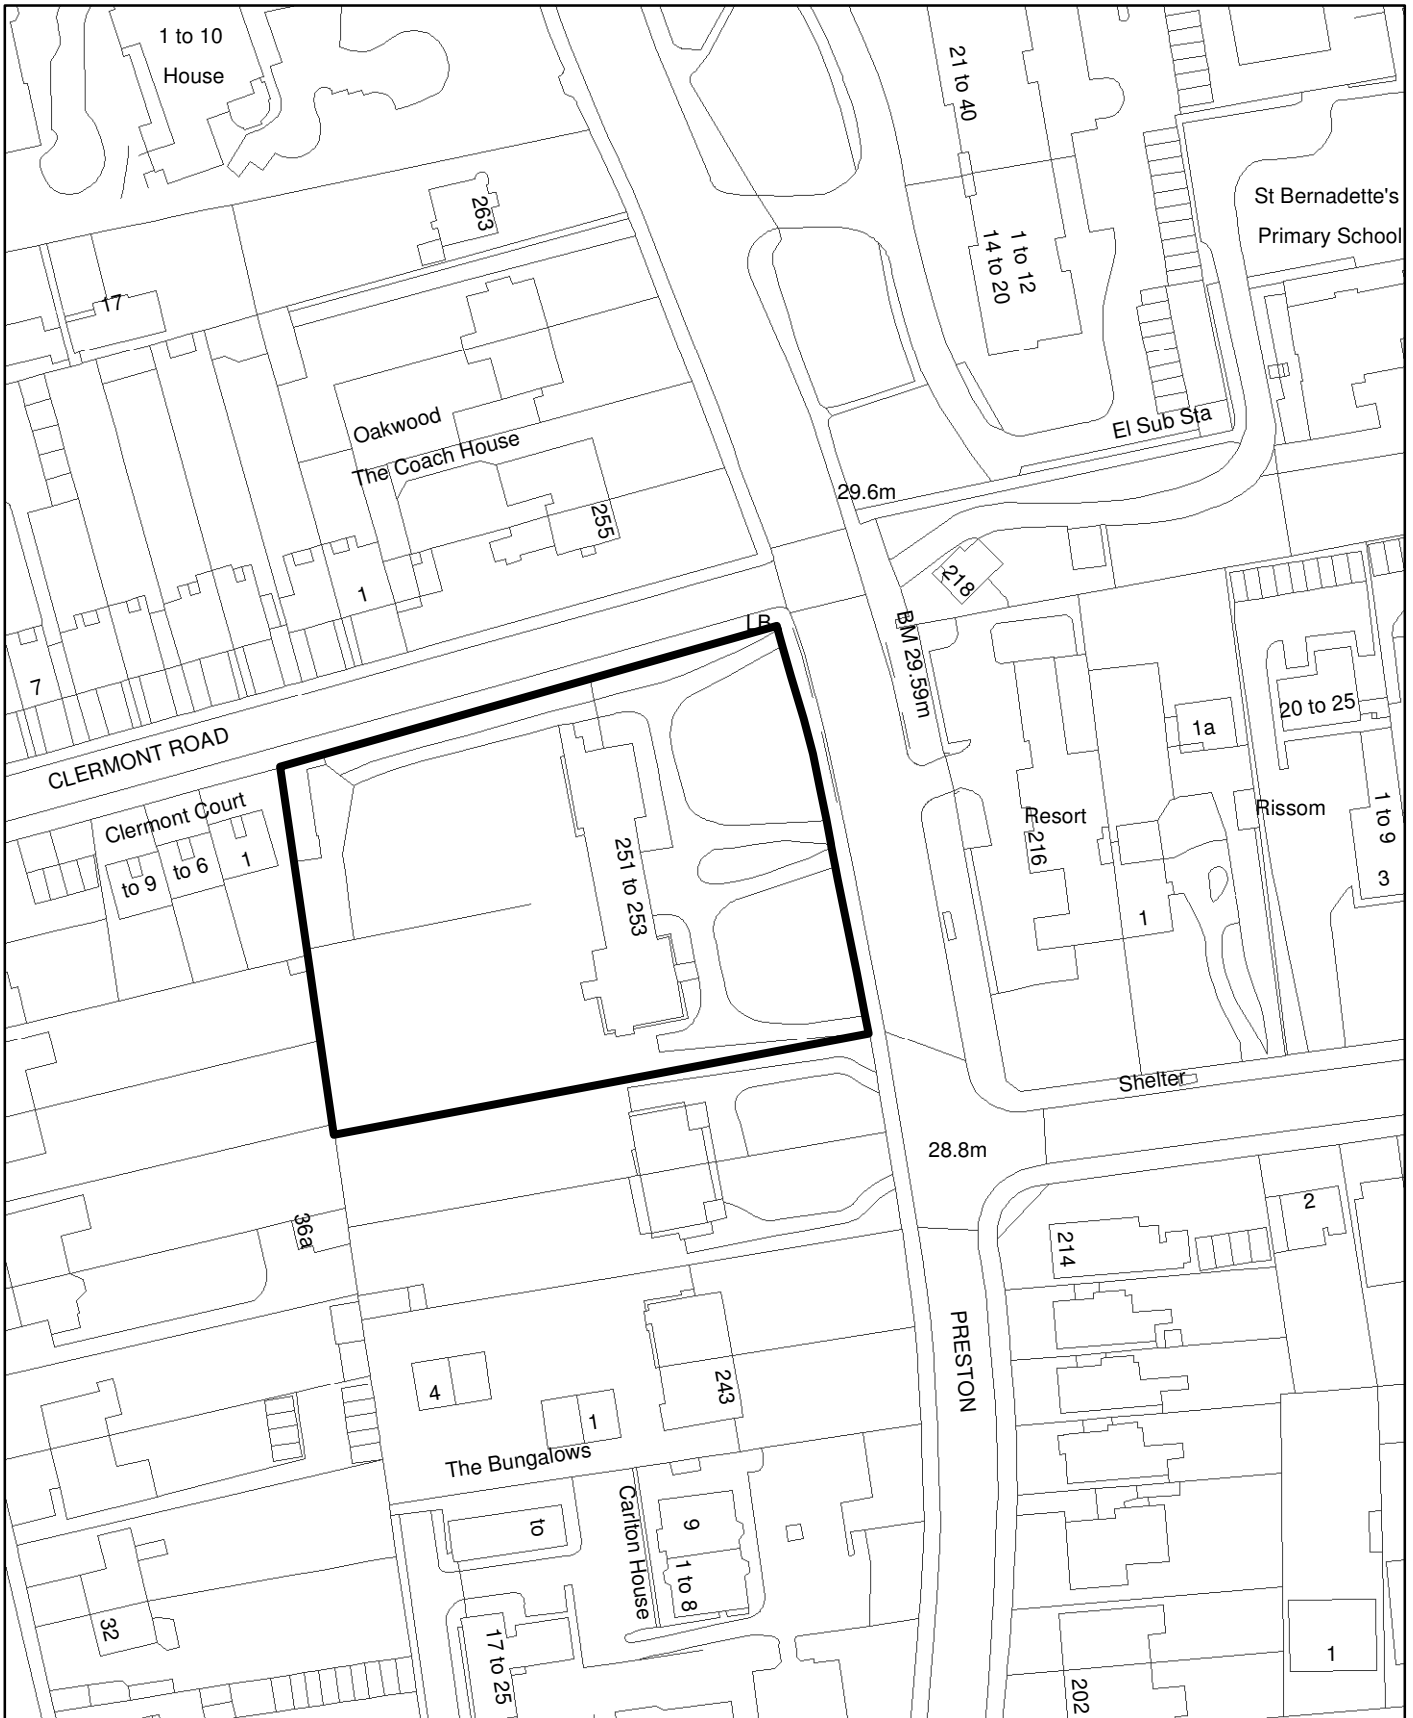 1 to 10
House
21 to 40
St Bernadette's
Primary School
263
1 to 12
14 to 20
17
Oakwood
The Coach House
El Sub Sta
29.6m
255
218
1
LB
BM 29.59m
7
CLERMONT ROAD
20 to 25
1a
Clermont Court
Resort
216
Rissom
1 to 9
3
251 to 253
to 9
to 6
1
1
Shelter
28.8m
36a
2
214
PRESTON
4
243
1
The Bungalows
Carlton House
to
9
1 to 8
32
17 to 25
1
202